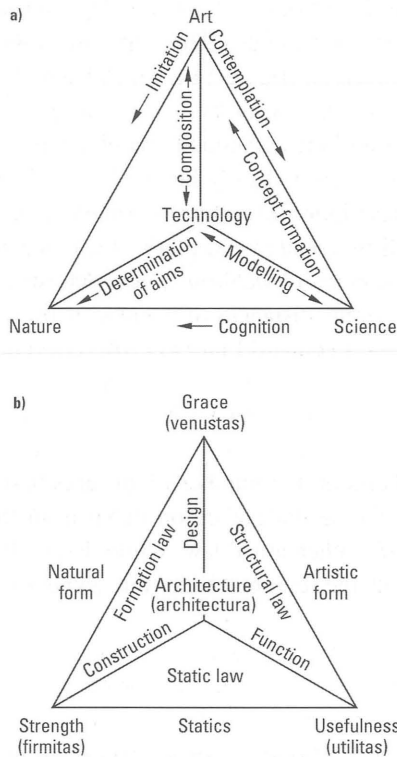 a)
Art
Imitation
Contemplation
Composition
Concept formation
Technology
Determination
of aims
Modelling
Nature
Cognition
Science
b)
Grace
(venustas)
Natural
form
Formation law
Design
Structural law
Artistic
form
Architecture
(architectura)
Construction
Function
Static law
Strength
(firmitas)
Statics
Usefulness
(utilitas)